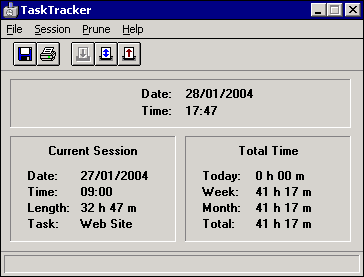 TaskTracker
File Session Prune Help
Date: 28/01/2004
Time: 17:47
Current Session
Date: 27/01/2004
Time: 09:00
Length: 32 h 47 m
Task: Web Site
Total Time
Today: 0 h 00 m
Week: 41 h 17 m
Month: 41 h 17 m
Total: 41 h 17 m